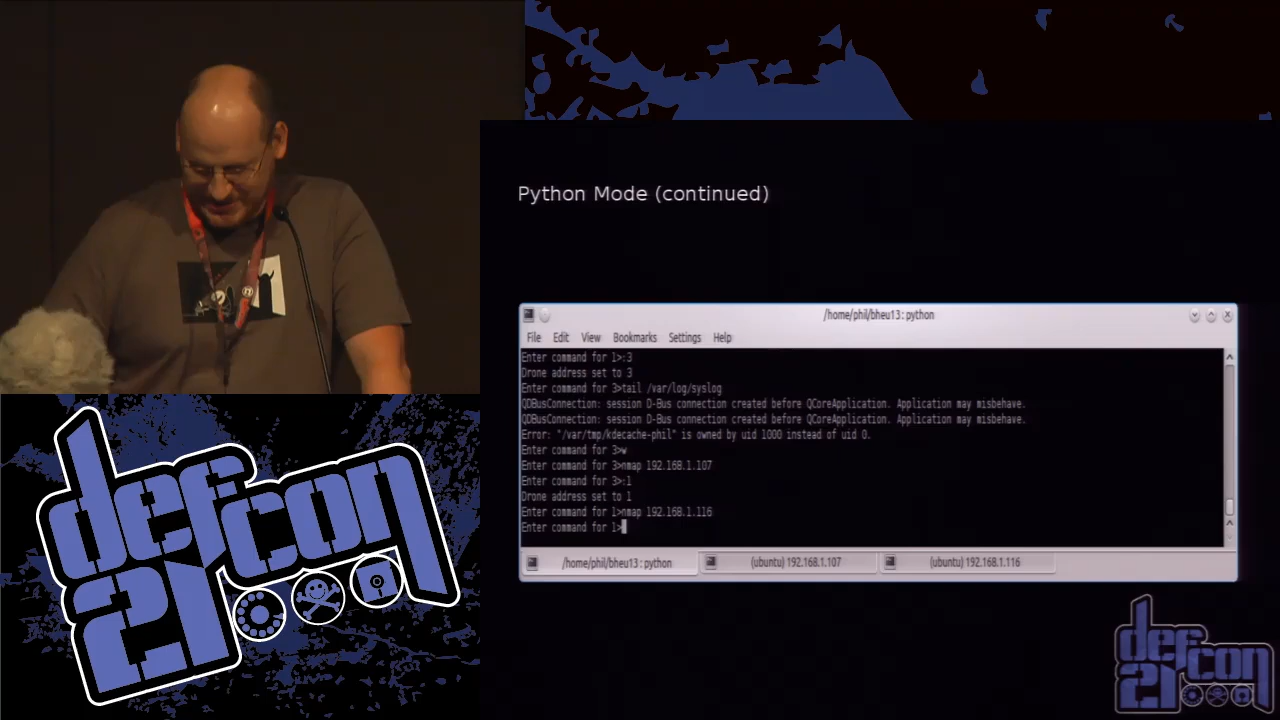 Python Mode (continued)
/home/phil/bheu13 : python
File Edit View Bookmarks Settings Help
Enter command for 1>:3
Drone address set to 3
Enter command for 3>tail /var/log/syslog
QDBusConnection: session D-Bus connection created before QCoreApplication. Application may misbehave.
QDBusConnection: session D-Bus connection created before QCoreApplication. Application may misbehave.
Error: "/var/tmp/kdecache-phil" is owned by uid 1000 instead of uid 0.
Enter command for 3>w
Enter command for 3>nmap 192.168.1.107
Enter command for 3>:1
Drone address set to 1
Enter command for 1>nmap 192.168.1.116
Enter command for 1>
/home/phil/bheu13 : python
(ubuntu) 192.168.1.107
(ubuntu) 192.168.1.116
defcon
21
defcon
21